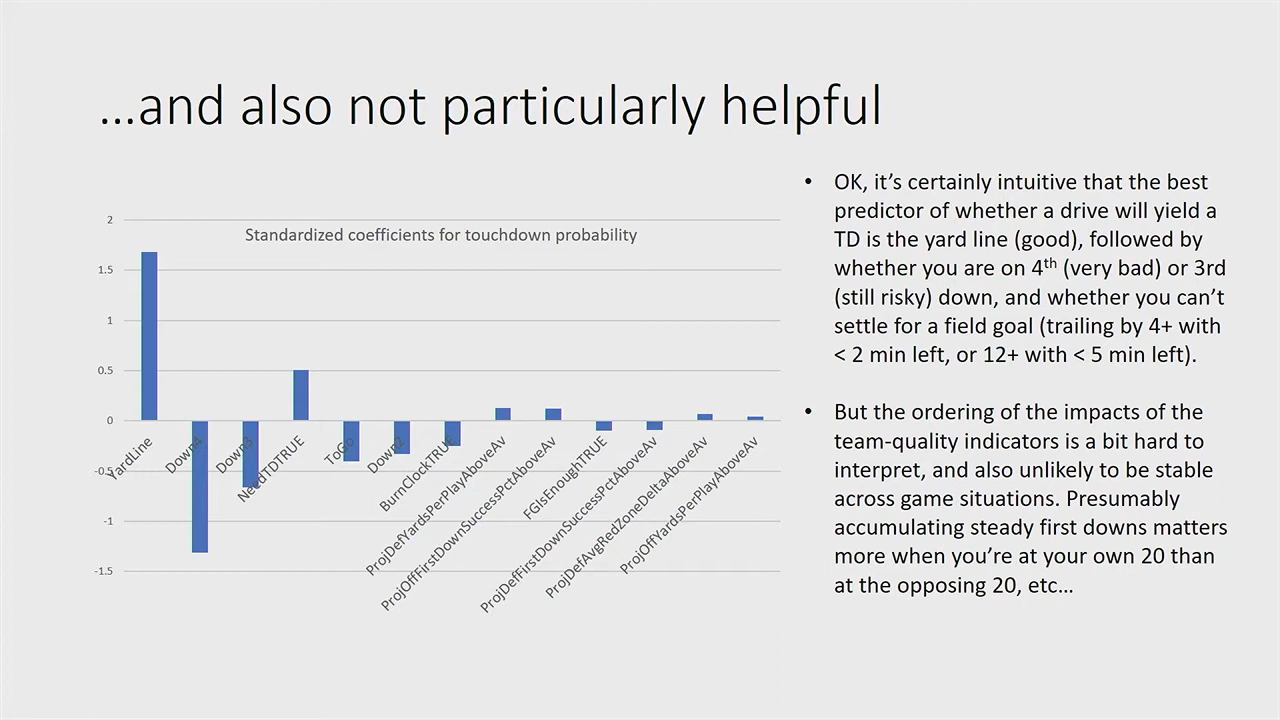 ...and also not particularly helpful
Standardized coefficients for touchdown probability
2
1.5
1
0.5
0
-0.5
-1
-1.5
YardLine
Down4
Down3
NeedTDTRUE
ToGo
Down2
BurnClockTRUE
ProjDefYardsPerPlayAboveAv
ProjOffFirstDownSuccessPctAboveAv
FGIsEnoughTRUE
ProjDefFirstDownSuccessPctAboveAv
ProjDefAvgRedZoneDeltaAboveAv
ProjOffYardsPerPlayAboveAv
• OK, it’s certainly intuitive that the best
predictor of whether a drive will yield a
TD is the yard line (good), followed by
whether you are on 4th (very bad) or 3rd
(still risky) down, and whether you can’t
settle for a field goal (trailing by 4+ with
< 2 min left, or 12+ with < 5 min left).
• But the ordering of the impacts of the
team-quality indicators is a bit hard to
interpret, and also unlikely to be stable
across game situations. Presumably
accumulating steady first downs matters
more when you’re at your own 20 than
at the opposing 20, etc…